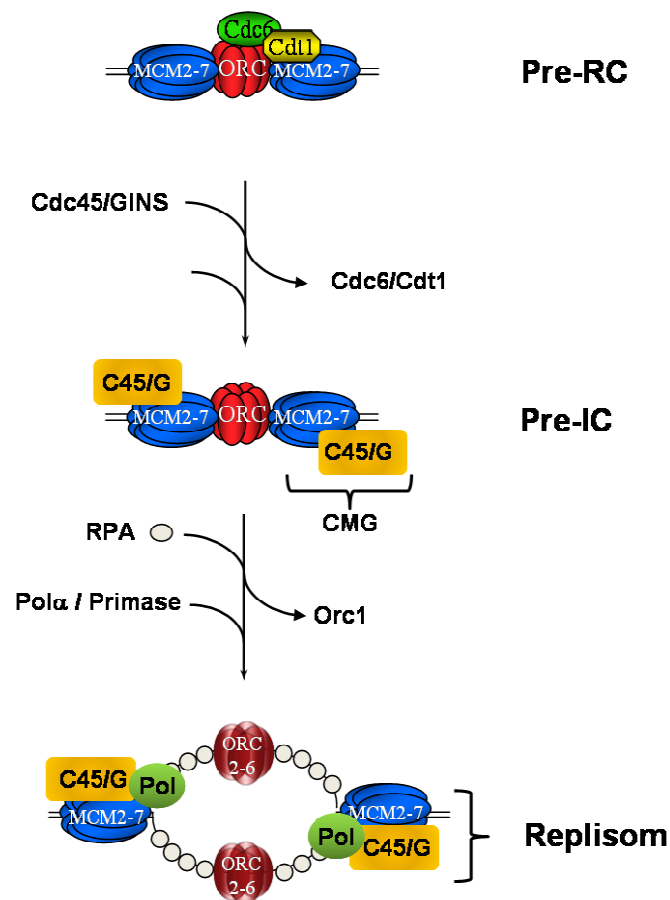 Cdc6
Cdt1
MCM2-7 ORC MCM2-7
Pre-RC
Cdc45/GINS
Cdc6/Cdt1
C45/G
MCM2-7 ORC MCM2-7
Pre-IC
C45/G
CMG
RPA
Polα / Primase
Orc1
ORC
2-6
C45/G
Pol
MCM2-7
MCM2-7
Pol
C45/G
Replisom
ORC
2-6